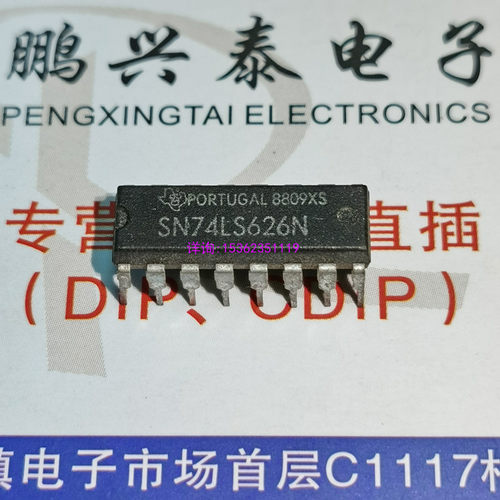 鹏兴泰电子
PENGXINGTAI ELECTRONICS
PORTUGAL 8809XS
SN74LS626N
专营 直插
(DIP、CDIP)
镇电子市场首层C1117柜